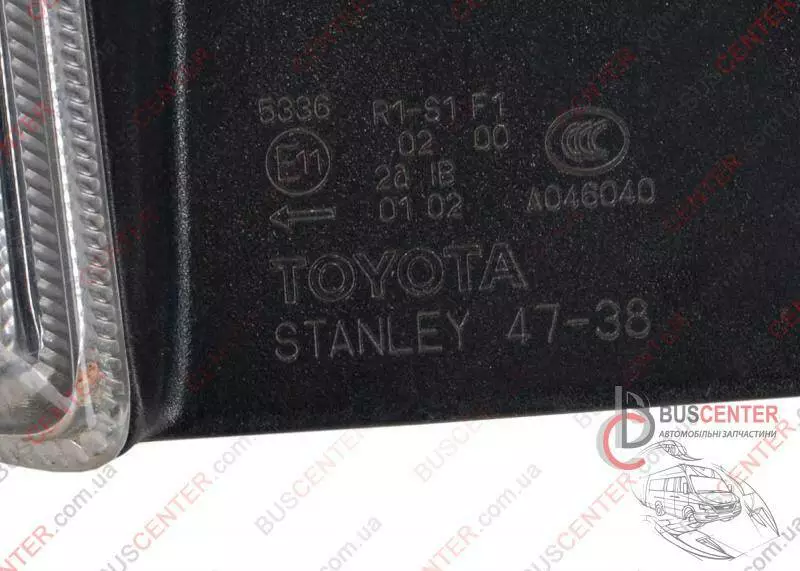 5336 R1-S1 F1
02 00
E11
2a IB
01 02
CCC
A046040
TOYOTA
STANLEY 47-38
BUSCENTER
АВТОМОБІЛЬНІ ЗАПЧАСТИНИ
BUSCENTER.com.ua